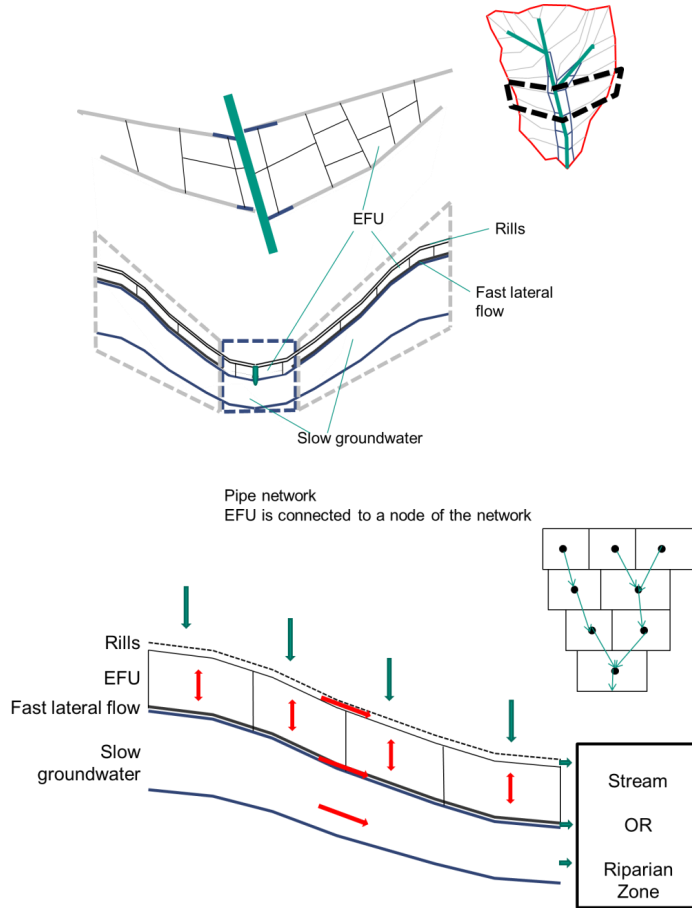 EFU
Rills
Fast lateral
flow
Slow groundwater
Pipe network
EFU is connected to a node of the network
Rills
EFU
Fast lateral flow
Slow
groundwater
Stream
OR
Riparian
Zone